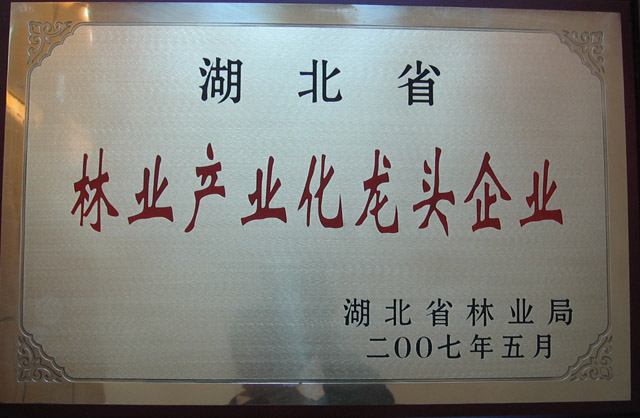 湖北省
林业产业化龙头企业
湖北省林业局
二00七年五月